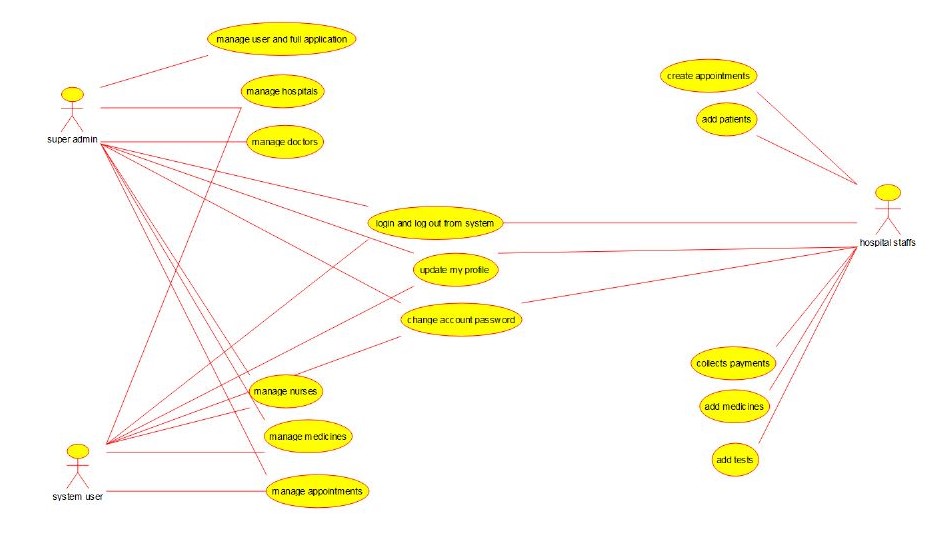 manage user and full application
manage hospitals
manage doctors
super admin
create appointments
add patients
login and log out from system
update my profile
change account password
hospital staffs
manage nurses
manage medicines
manage appointments
system user
collects payments
add medicines
add tests